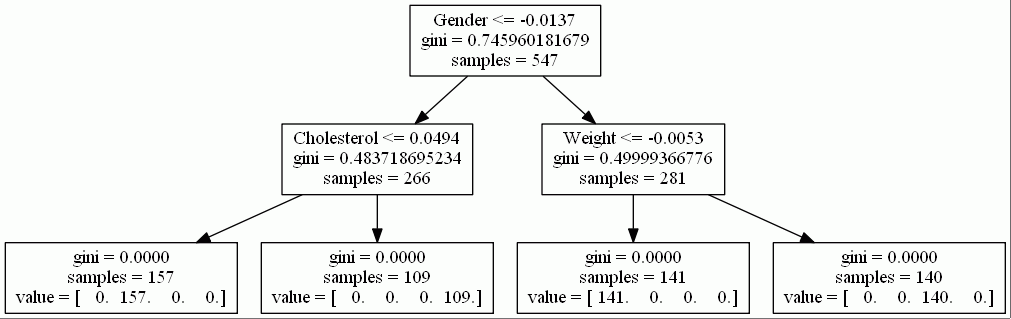 Gender <= -0.0137
gini = 0.745960181679
samples = 547
Cholesterol <= 0.0494
gini = 0.483718695234
samples = 266
Weight <= -0.0053
gini = 0.49999366776
samples = 281
gini = 0.0000
samples = 157
value = [ 0. 157. 0. 0.]
gini = 0.0000
samples = 109
value = [ 0. 0. 0. 109.]
gini = 0.0000
samples = 141
value = [ 141. 0. 0. 0.]
gini = 0.0000
samples = 140
value = [ 0. 0. 140. 0.]